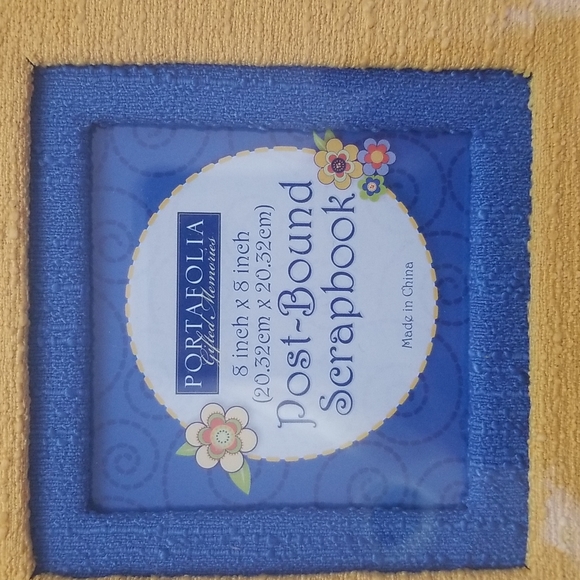 PORTAFOLIA
Gifted Memories
8 inch x 8 inch
(20.32cm x 20.32cm)
Post-Bound
Scrapbook
Made in China